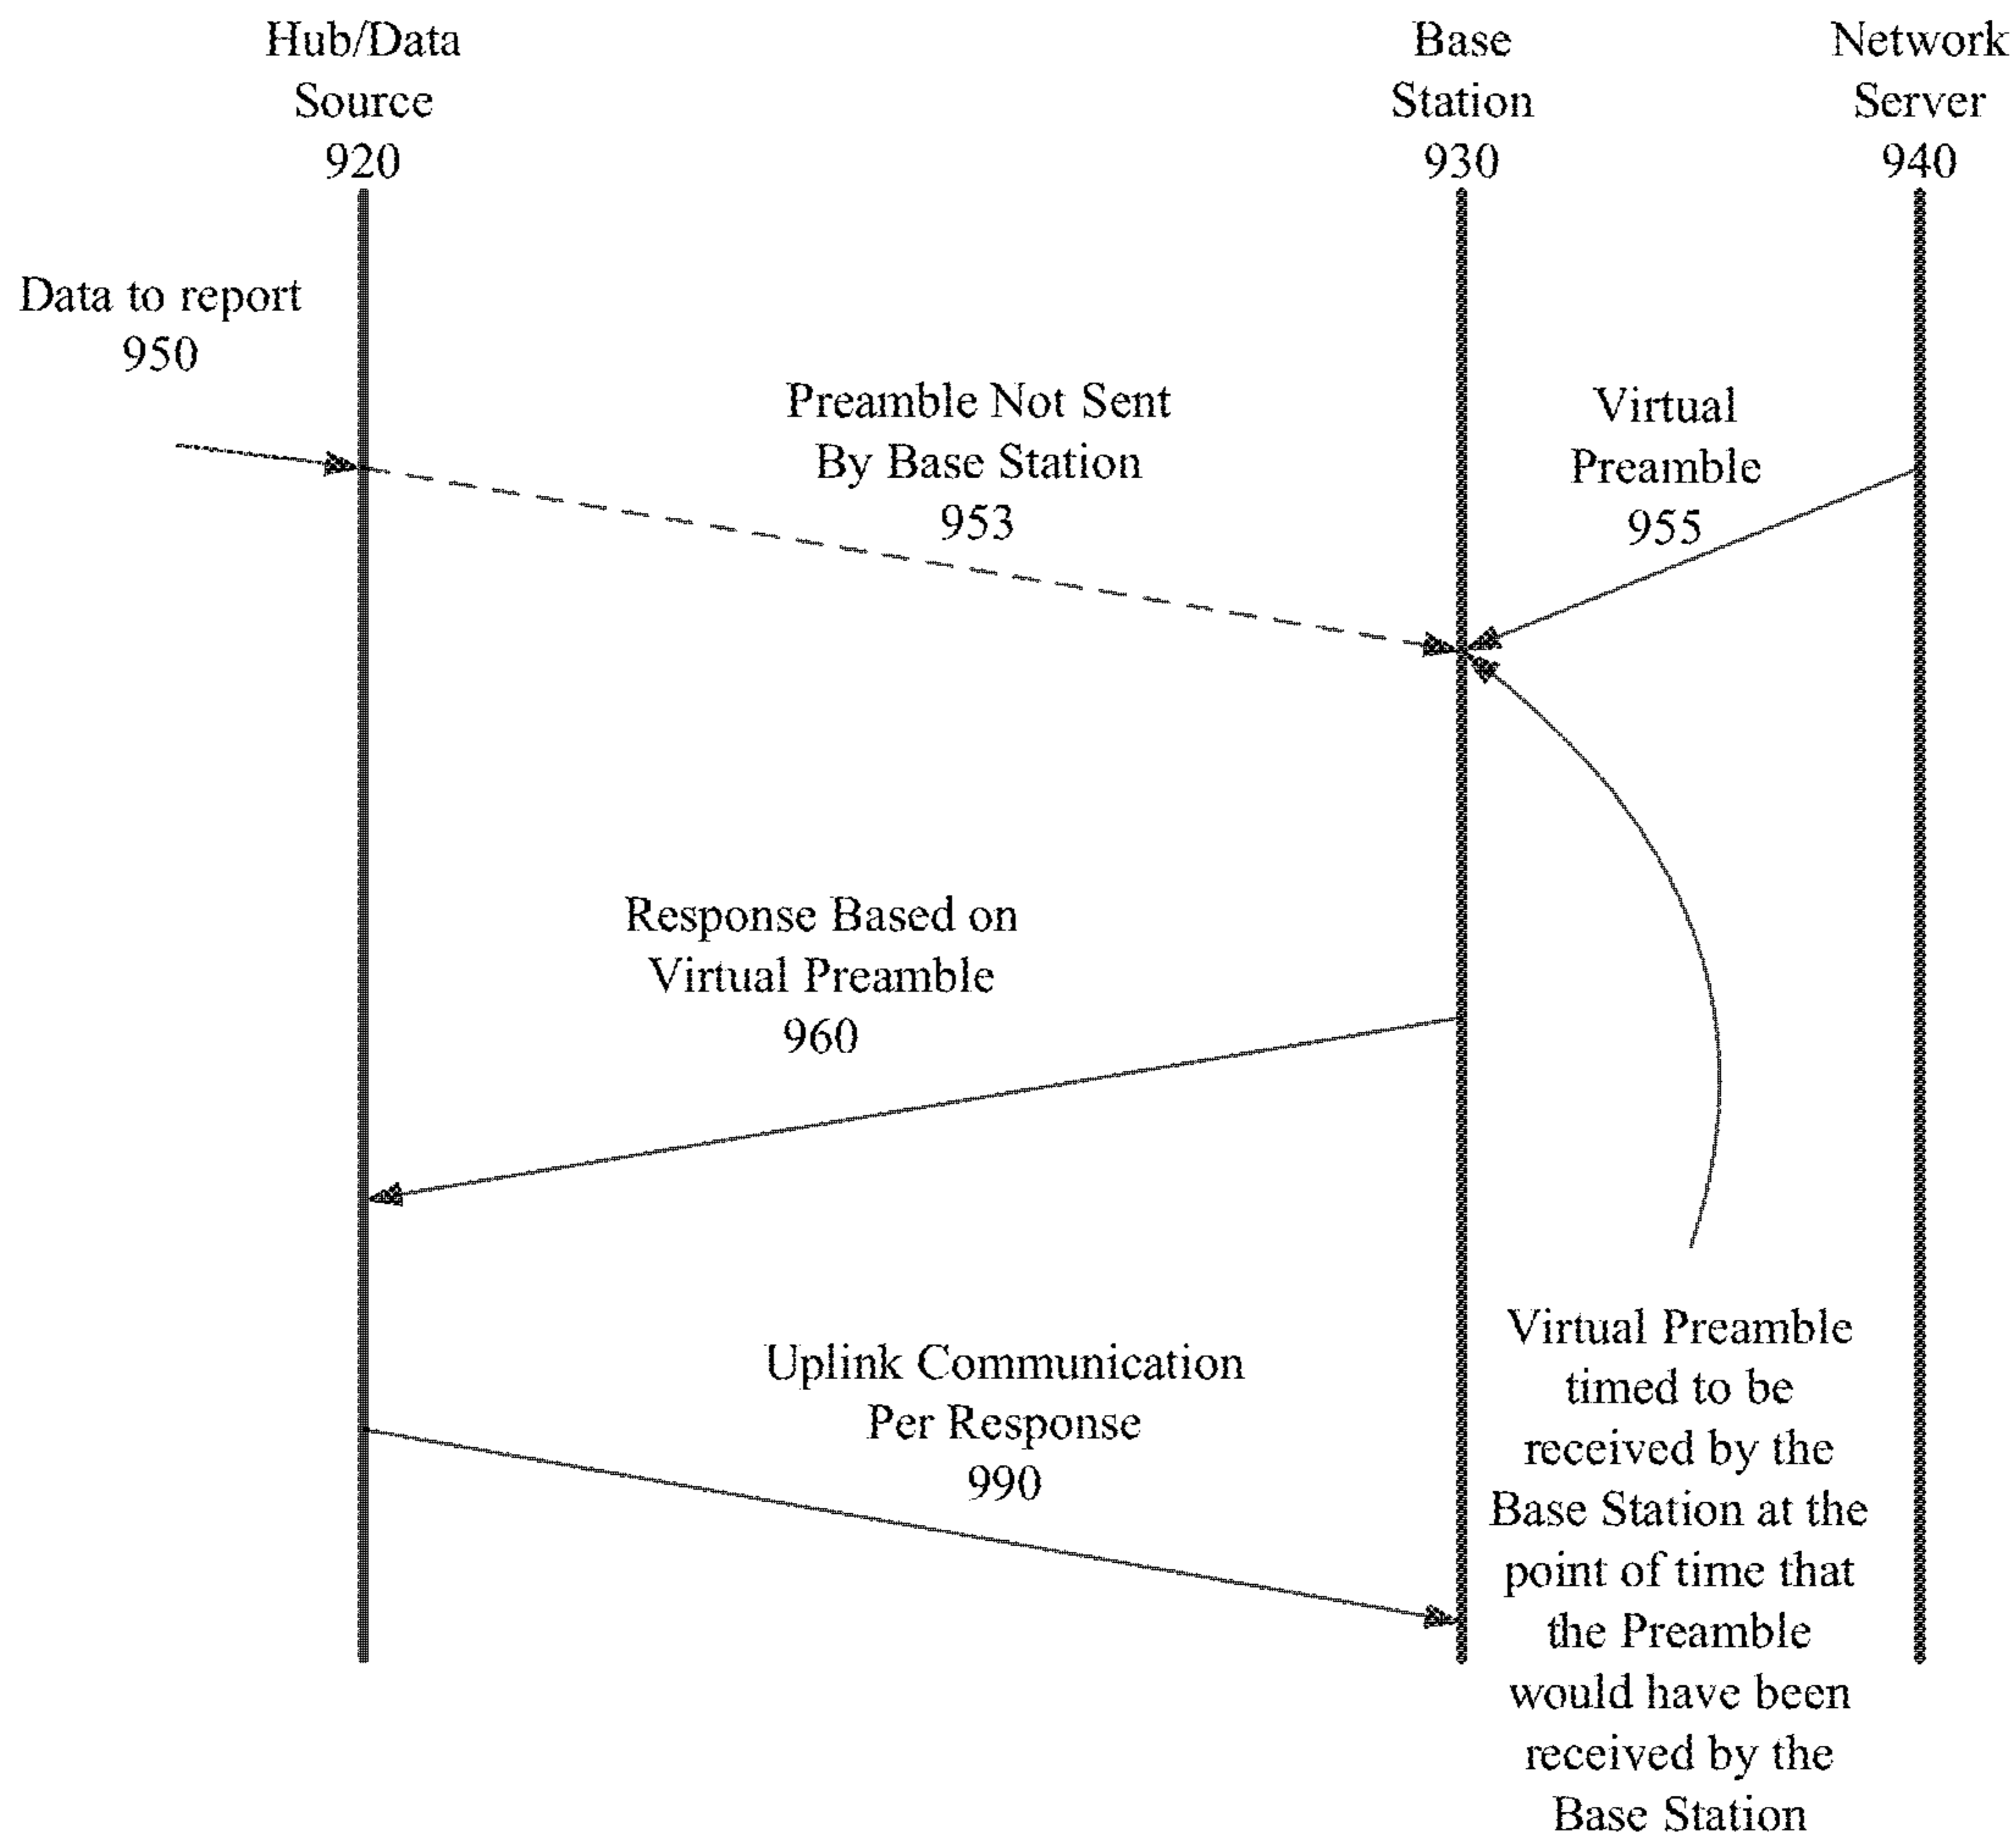 Hub/Data
Source
920
Base
Station
930
Network
Server
940
Data to report
950
Preamble Not Sent
By Base Station
953
Virtual
Preamble
955
Response Based on
Virtual Preamble
960
Uplink Communication
Per Response
990
Virtual Preamble
timed to be
received by the
Base Station at the
point of time that
the Preamble
would have been
received by the
Base Station